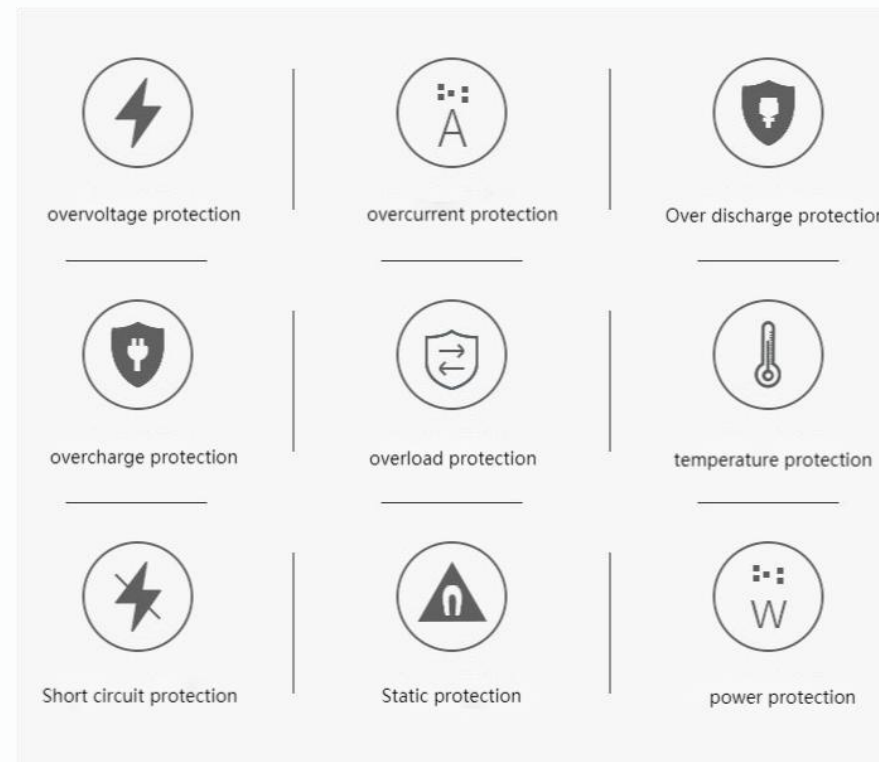 overvoltage protection
A
overcurrent protection
Over discharge protection
overcharge protection
overload protection
temperature protection
Short circuit protection
Static protection
W
power protection